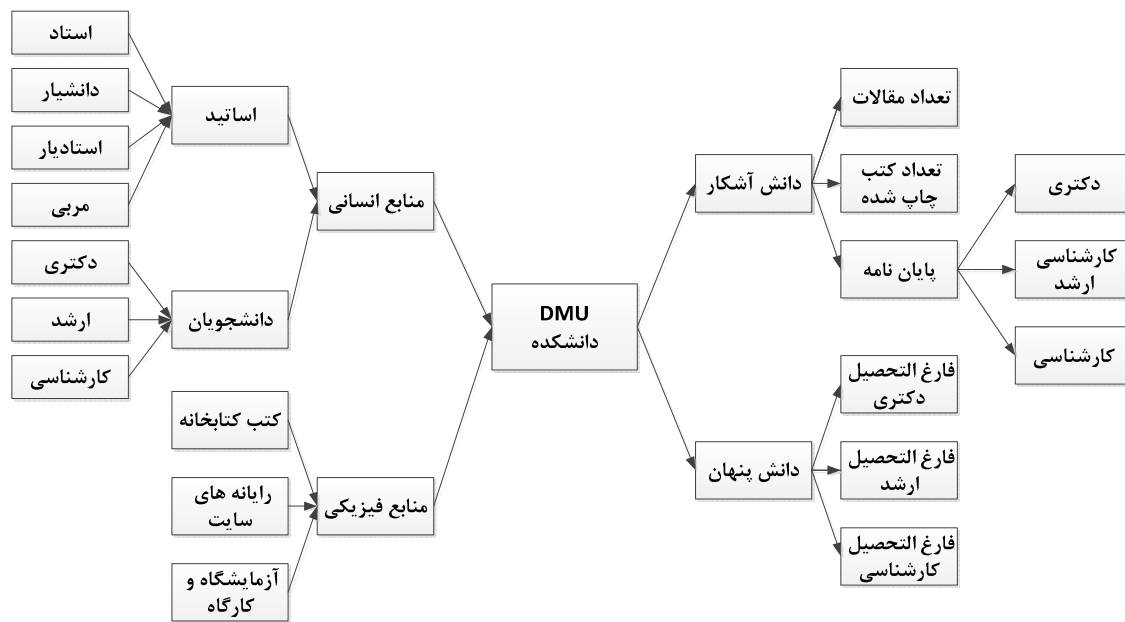 استاد
دانشیار
استادیار
مربی
دکتری
ارشد
کارشناسی
اساتید
دانشجویان
کتب کتابخانه
رایانه های
سایت
آزمایشگاه و
کارگاه
منابع انسانی
منابع فیزیکی
DMU
دانشکده
دانش آشکار
دانش پنهان
تعداد مقالات
تعداد کتب
چاپ شده
پایان نامه
فارغ التحصیل
دکتری
فارغ التحصیل
ارشد
فارغ التحصیل
کارشناسی
دکتری
کارشناسی
ارشد
کارشناسی